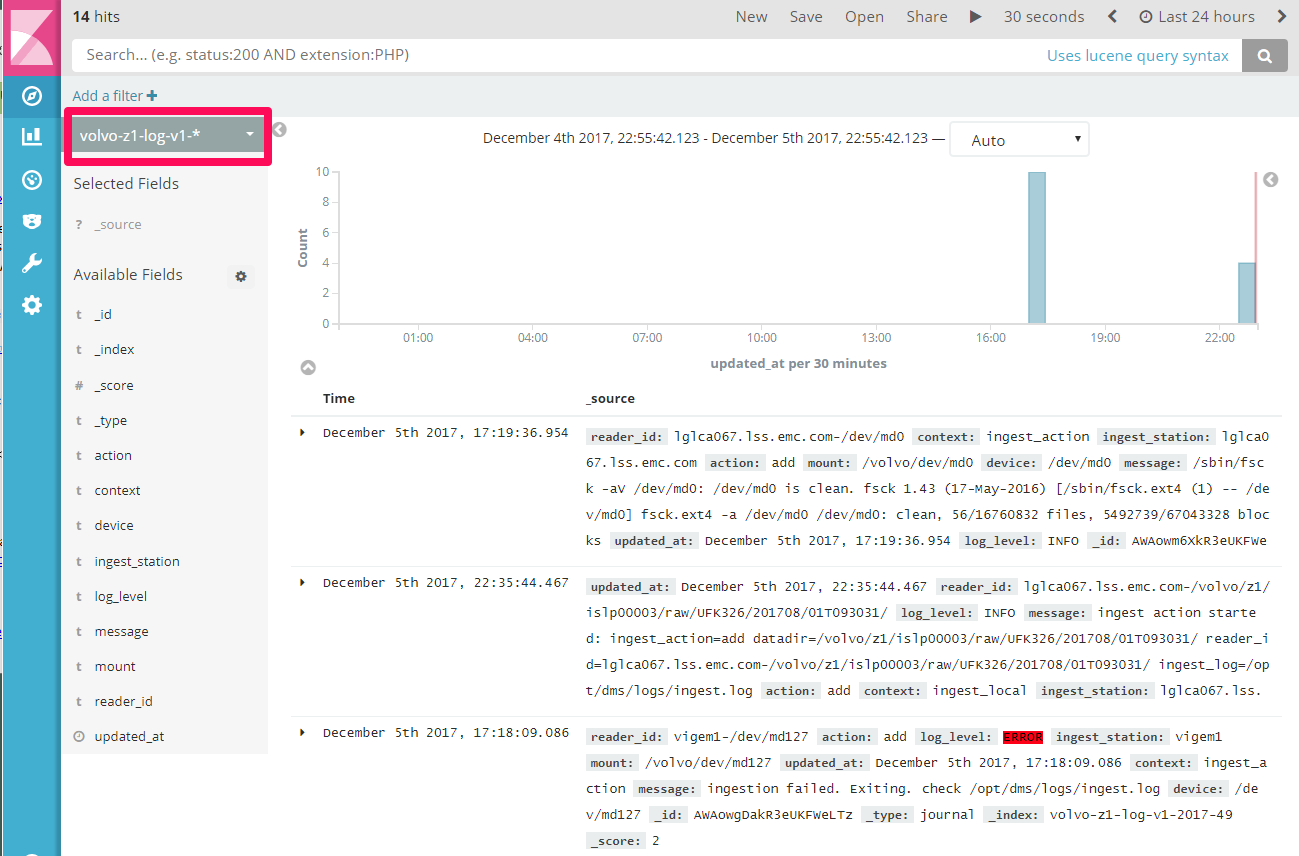 14 hits
New Save Open Share 30 seconds Last 24 hours
Search... (e.g. status:200 AND extension:PHP)
Uses lucene query syntax
Add a filter
volvo-z1-log-v1-*
Selected Fields
? _source
Available Fields
t _id
t _index
# _score
t _type
t action
t context
t device
t ingest_station
t log_level
t message
t mount
t reader_id
updated_at
December 4th 2017, 22:55:42.123 - December 5th 2017, 22:55:42.123 —
Auto
Count
10
8
6
4
2
0
01:00 04:00 07:00 10:00 13:00 16:00 19:00 22:00
updated_at per 30 minutes
Time _source
December 5th 2017, 17:19:36.954
reader_id: lglca067.lss.emc.com-/dev/md0 context: ingest_action ingest_station: lglca0
67.lss.emc.com action: add mount: /volvo/dev/md0 device: /dev/md0 message: /sbin/fsc
k -aV /dev/md0: /dev/md0 is clean. fsck 1.43 (17-May-2016) [/sbin/fsck.ext4 (1) -- /de
v/md0] fsck.ext4 -a /dev/md0 /dev/md0: clean, 56/16760832 files, 5492739/67043328 bloc
ks updated_at: December 5th 2017, 17:19:36.954 log_level: INFO _id: AWAowm6XkR3eUKFWe
December 5th 2017, 22:35:44.467
updated_at: December 5th 2017, 22:35:44.467 reader_id: lglca067.lss.emc.com-/volvo/z1/
islp00003/raw/UFK326/201708/01T093031/ log_level: INFO message: ingest action starte
d: ingest_action=add datadir=/volvo/z1/islp00003/raw/UFK326/201708/01T093031/ reader_i
d=lglca067.lss.emc.com-/volvo/z1/islp00003/raw/UFK326/201708/01T093031/ ingest_log=/op
t/dms/logs/ingest.log action: add context: ingest_local ingest_station: lglca067.lss.
December 5th 2017, 17:18:09.086
reader_id: vigem1-/dev/md127 action: add log_level: ERROR ingest_station: vigem1
mount: /volvo/dev/md127 updated_at: December 5th 2017, 17:18:09.086 context: ingest_a
ction message: ingestion failed. Exiting. check /opt/dms/logs/ingest.log device: /de
v/md127 _id: AWAowgDakR3eUKFWeLTz _type: journal _index: volvo-z1-log-v1-2017-49
_score: 2